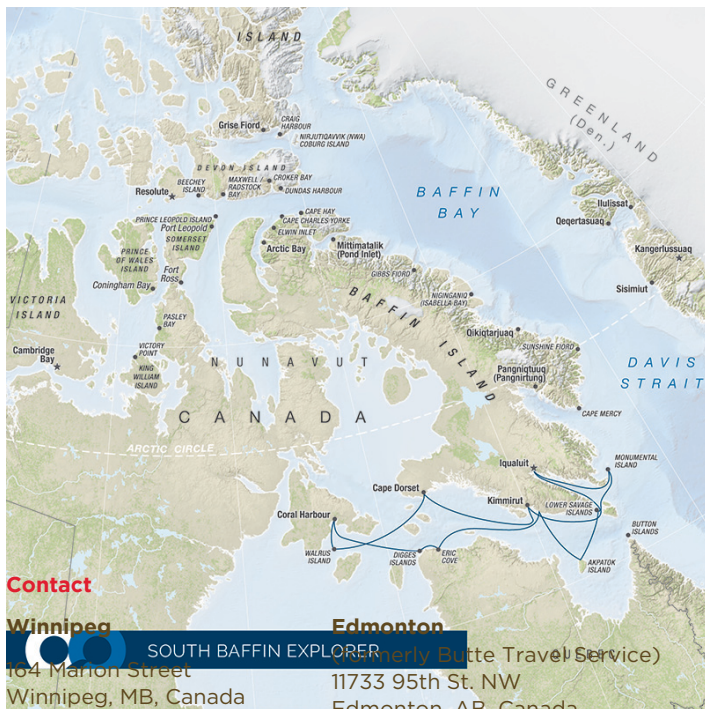 ISLAND
GREENLAND
(Den.)
Grise Fiord
CRAIG
HARBOUR
NIRJUTIQAVVIK (NWA)
COBURG ISLAND
DEVON ISLAND
CROKER BAY
BEECHEY
ISLAND
MAXWELL /
RADSTOCK
BAY
DUNDAS HARBOUR
Resolute
BAFFIN
BAY
Ilulissat
Qeqertasuaq
PRINCE LEOPOLD ISLAND
Port Leopold
CAPE HAY
CAPE CHARLES YORKE
ELWIN INLET
SOMERSET
ISLAND
Arctic Bay
Mittimatalik
(Pond Inlet)
Kangerlussuaq
PRINCE
OF WALES
ISLAND
Fort
Ross
Coningham Bay
GIBBS FIORD
Sisimiut
VICTORIA
ISLAND
NIGINGANIQ
(ISABELLA BAY)
BAFFIN ISLAND
PASLEY
BAY
Qikiqtarjuaq
SUNSHINE FIORD
Cambridge
Bay
VICTORY
POINT
KING
WILLIAM
ISLAND
NUNAVUT
Pangniqtuuq
(Pangnirtung)
DAVIS
STRAIT
CANADA
CAPE MERCY
ARCTIC CIRCLE
Iqualuit
MONUMENTAL
ISLAND
Cape Dorset
Kimmirut
LOWER SAVAGE
ISLANDS
Coral Harbour
BUTTON
ISLANDS
WALRUS
ISLAND
DIGGES
ISLANDS
ERIC
COVE
AKPATOK
ISLAND
Contact
Winnipeg
164 Marion Street
Winnipeg, MB, Canada
SOUTH BAFFIN EXPLORER
QUEBEC
Edmonton
(formerly Butte Travel Service)
11733 95th St. NW
Edmonton, AB, Canada